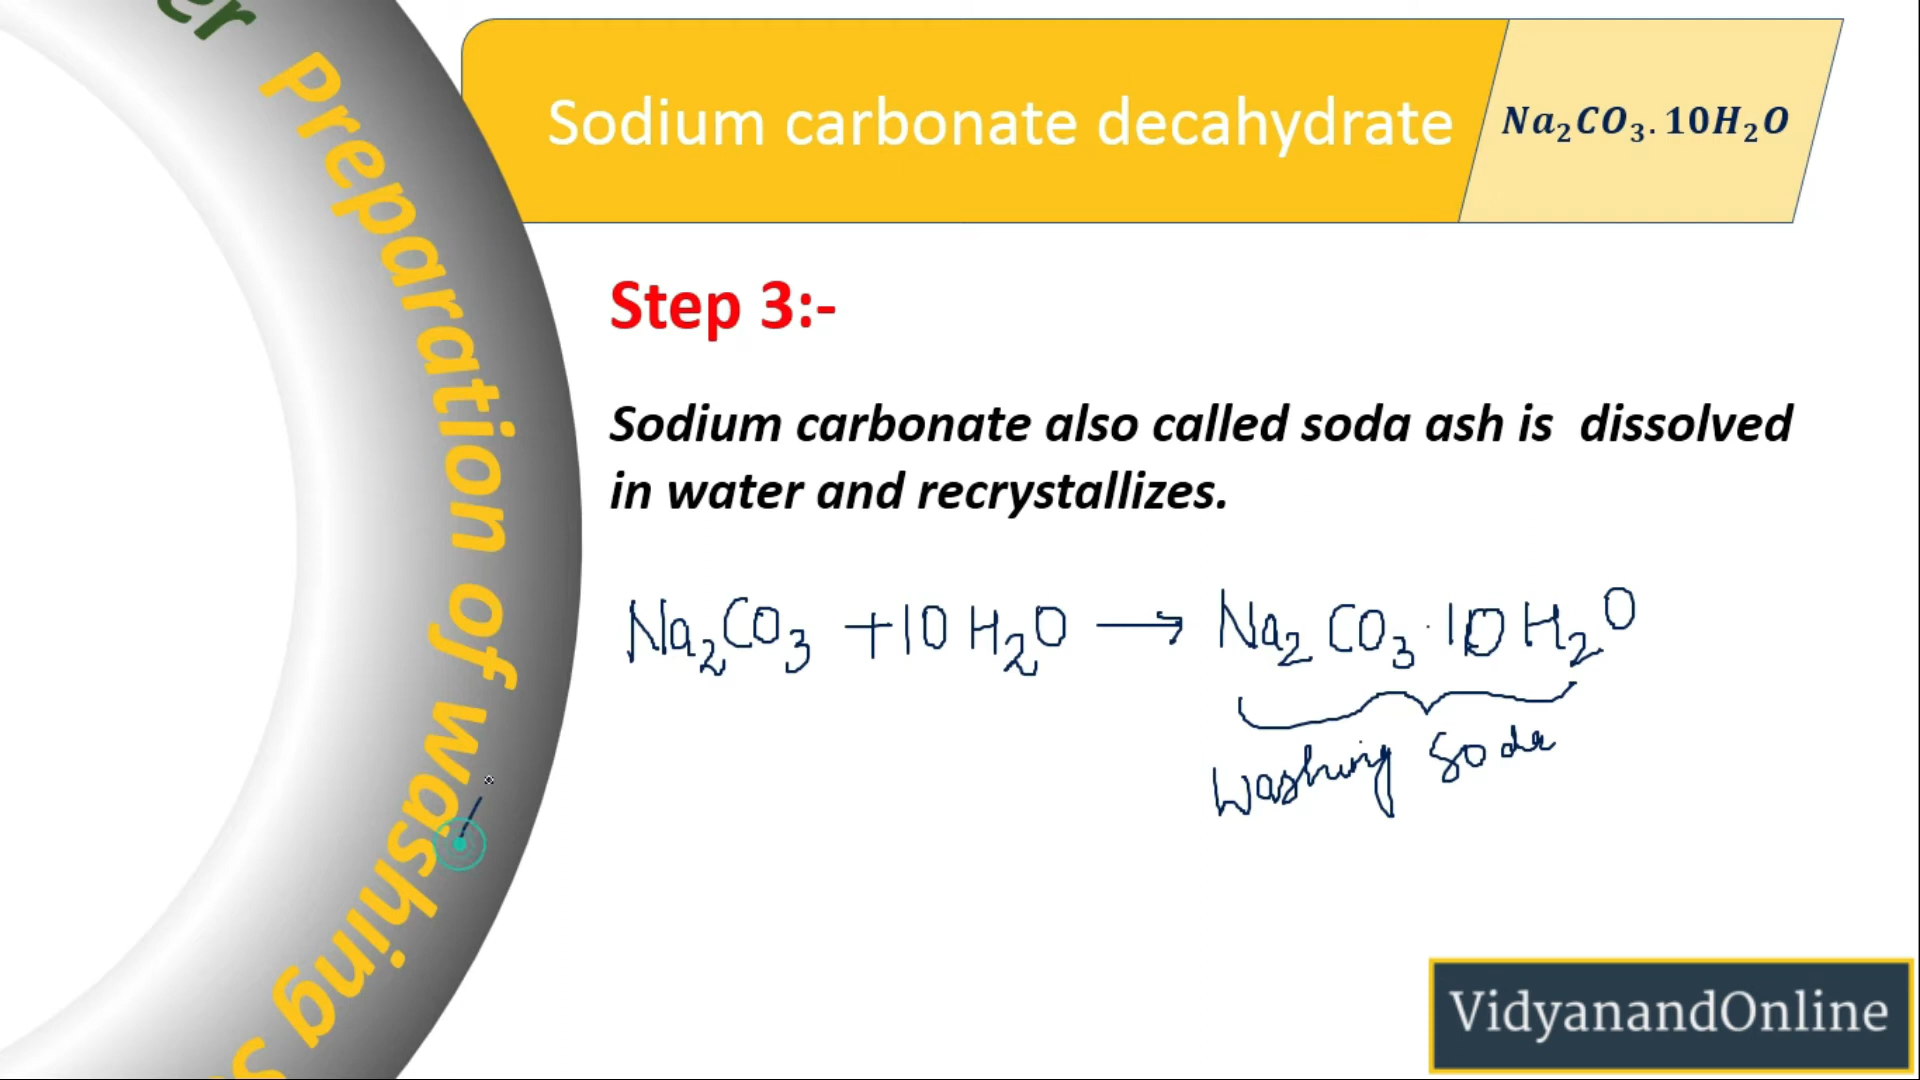 er Preparation of washing S
Sodium carbonate decahydrate
Na₂CO₃.10H₂O
Step 3:-
Sodium carbonate also called soda ash is dissolved
in water and recrystallizes.
Na₂CO₃ + 10 H₂O → Na₂CO₃·10H₂O
Washing Soda
VidyanandOnline